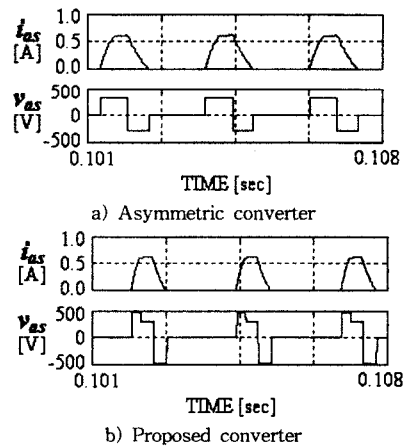 i_as
[A]
1.0
0.5
0.0
v_as
[V]
500
0
-500
0.101
0.108
TIME [sec]
a) Asymmetric converter
i_as
[A]
1.0
0.5
0.0
v_as
[V]
500
0
-500
0.101
0.108
TIME [sec]
b) Proposed converter